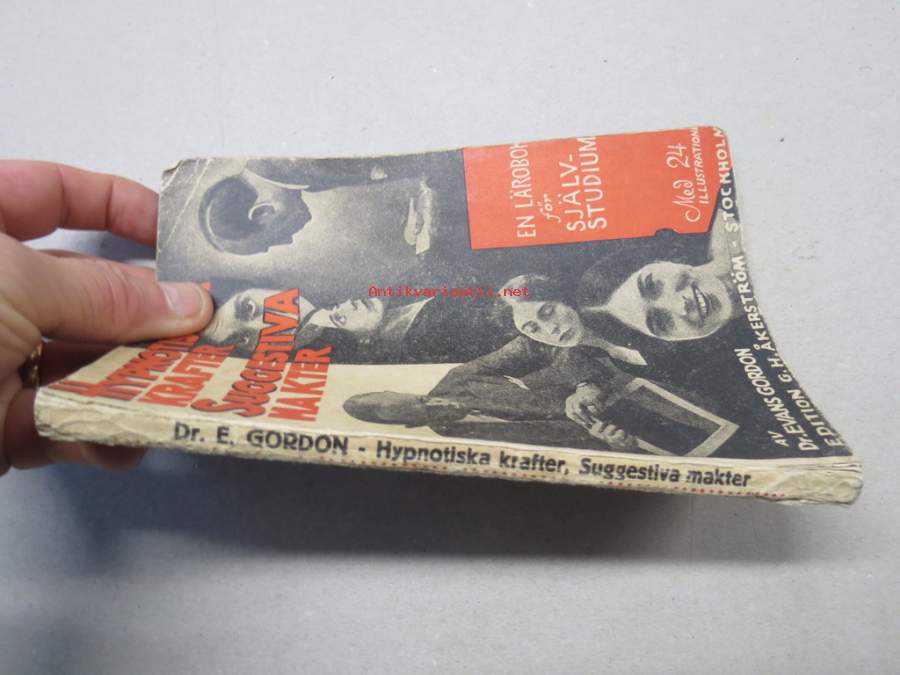 HYPNOTISKA
KRAFTER
SUGGESTIVA
MAKTER
EN LÄROBOK
för
SJÄLV-
STUDIUM
Med 24
ILLUSTRATIONER
AV
Dr. EVANS GORDON
EDITION G. H. ÅKERSTRÖM - STOCKHOLM
Dr. E. GORDON - Hypnotiska krafter, Suggestiva makter
Antikvariaatti.net